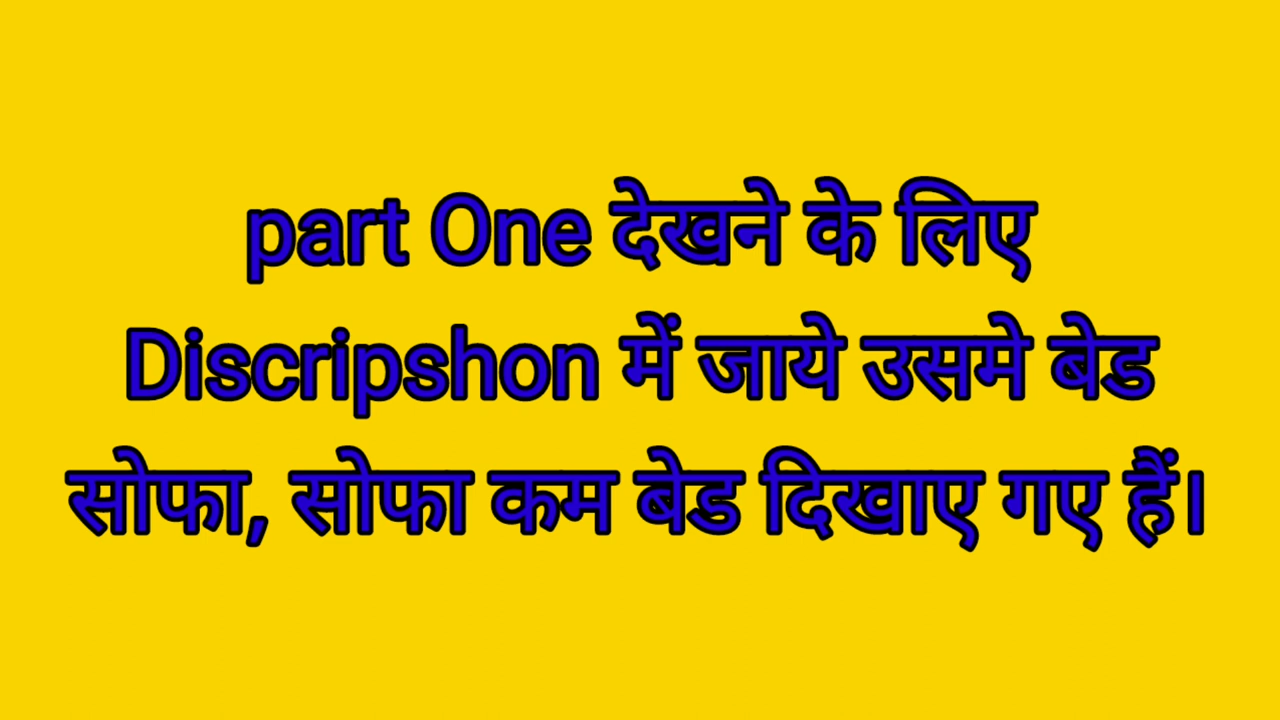 part One देखने के लिए
Discripshon में जाये उसमे बेड
सोफा, सोफा कम बेड दिखाए गए हैं।